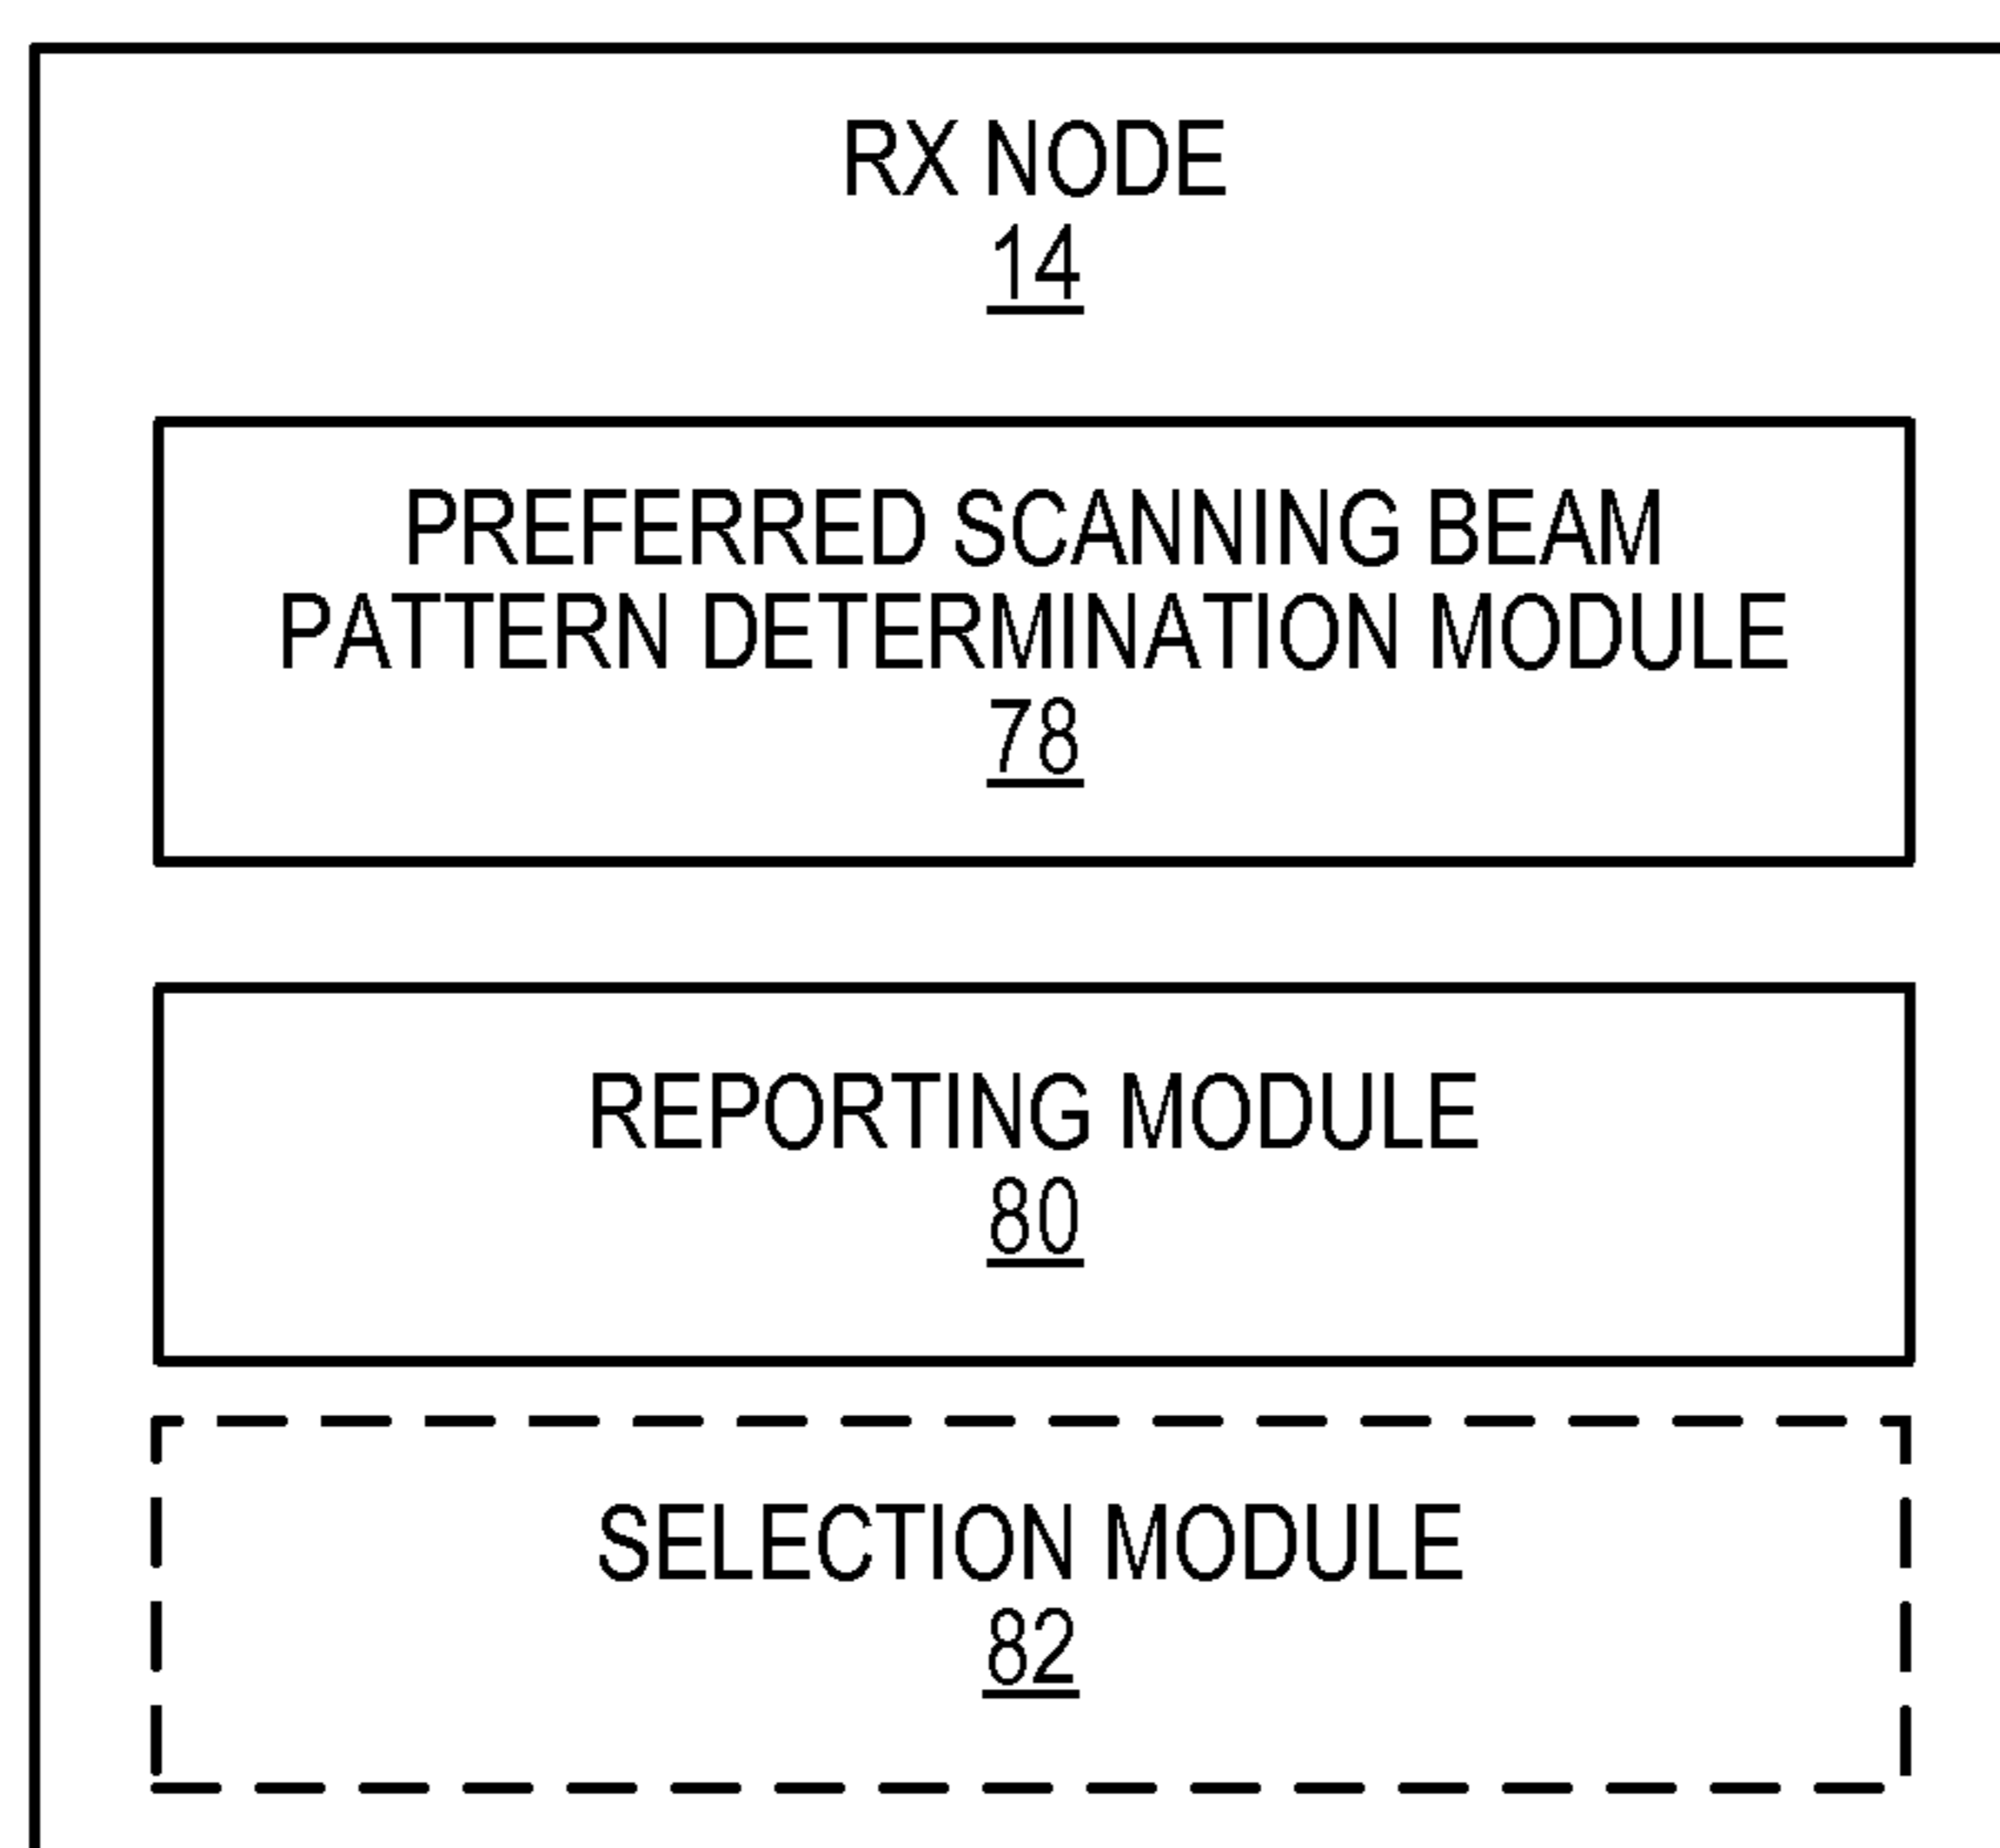 RX NODE
14
PREFERRED SCANNING BEAM
PATTERN DETERMINATION MODULE
78
REPORTING MODULE
80
SELECTION MODULE
82